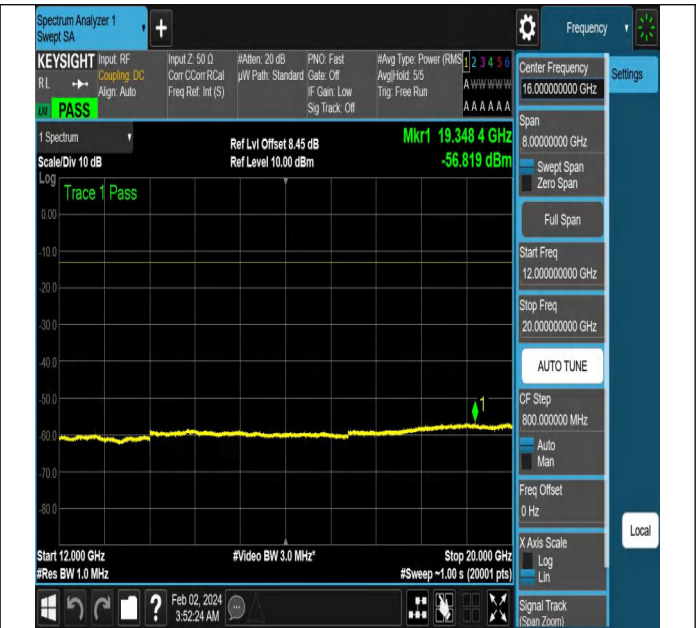 Spectrum Analyzer 1
Swept SA
Frequency
KEYSIGHT
RL
PASS
Input: RF
Coupling: DC
Align: Auto
Input Z: 50 Ω
Corr CCorr RCal
Freq Ref: Int (S)
#Atten: 20 dB
µW Path: Standard
PNO: Fast
Gate: Off
IF Gain: Low
Sig Track: Off
#Avg Type: Power (RMS
Avg|Hold: 5/5
Trig: Free Run
1 2 3 4 5 6
A W W W W W
A A A A A A
1 Spectrum
Scale/Div 10 dB
Ref Lvl Offset 8.45 dB
Ref Level 10.00 dBm
Mkr1 19.348 4 GHz
-56.819 dBm
Log
Trace 1 Pass
0.00
-10.0
-20.0
-30.0
-40.0
-50.0
-60.0
-70.0
-80.0
1
Start 12.000 GHz
#Res BW 1.0 MHz
#Video BW 3.0 MHz*
Stop 20.000 GHz
#Sweep ~1.00 s (20001 pts)
Feb 02, 2024
3:52:24 AM
Center Frequency
16.000000000 GHz
Settings
Span
8.00000000 GHz
Swept Span
Zero Span
Full Span
Start Freq
12.000000000 GHz
Stop Freq
20.000000000 GHz
AUTO TUNE
CF Step
800.000000 MHz
Auto
Man
Freq Offset
0 Hz
X Axis Scale
Log
Lin
Local
Signal Track
(Span Zoom)